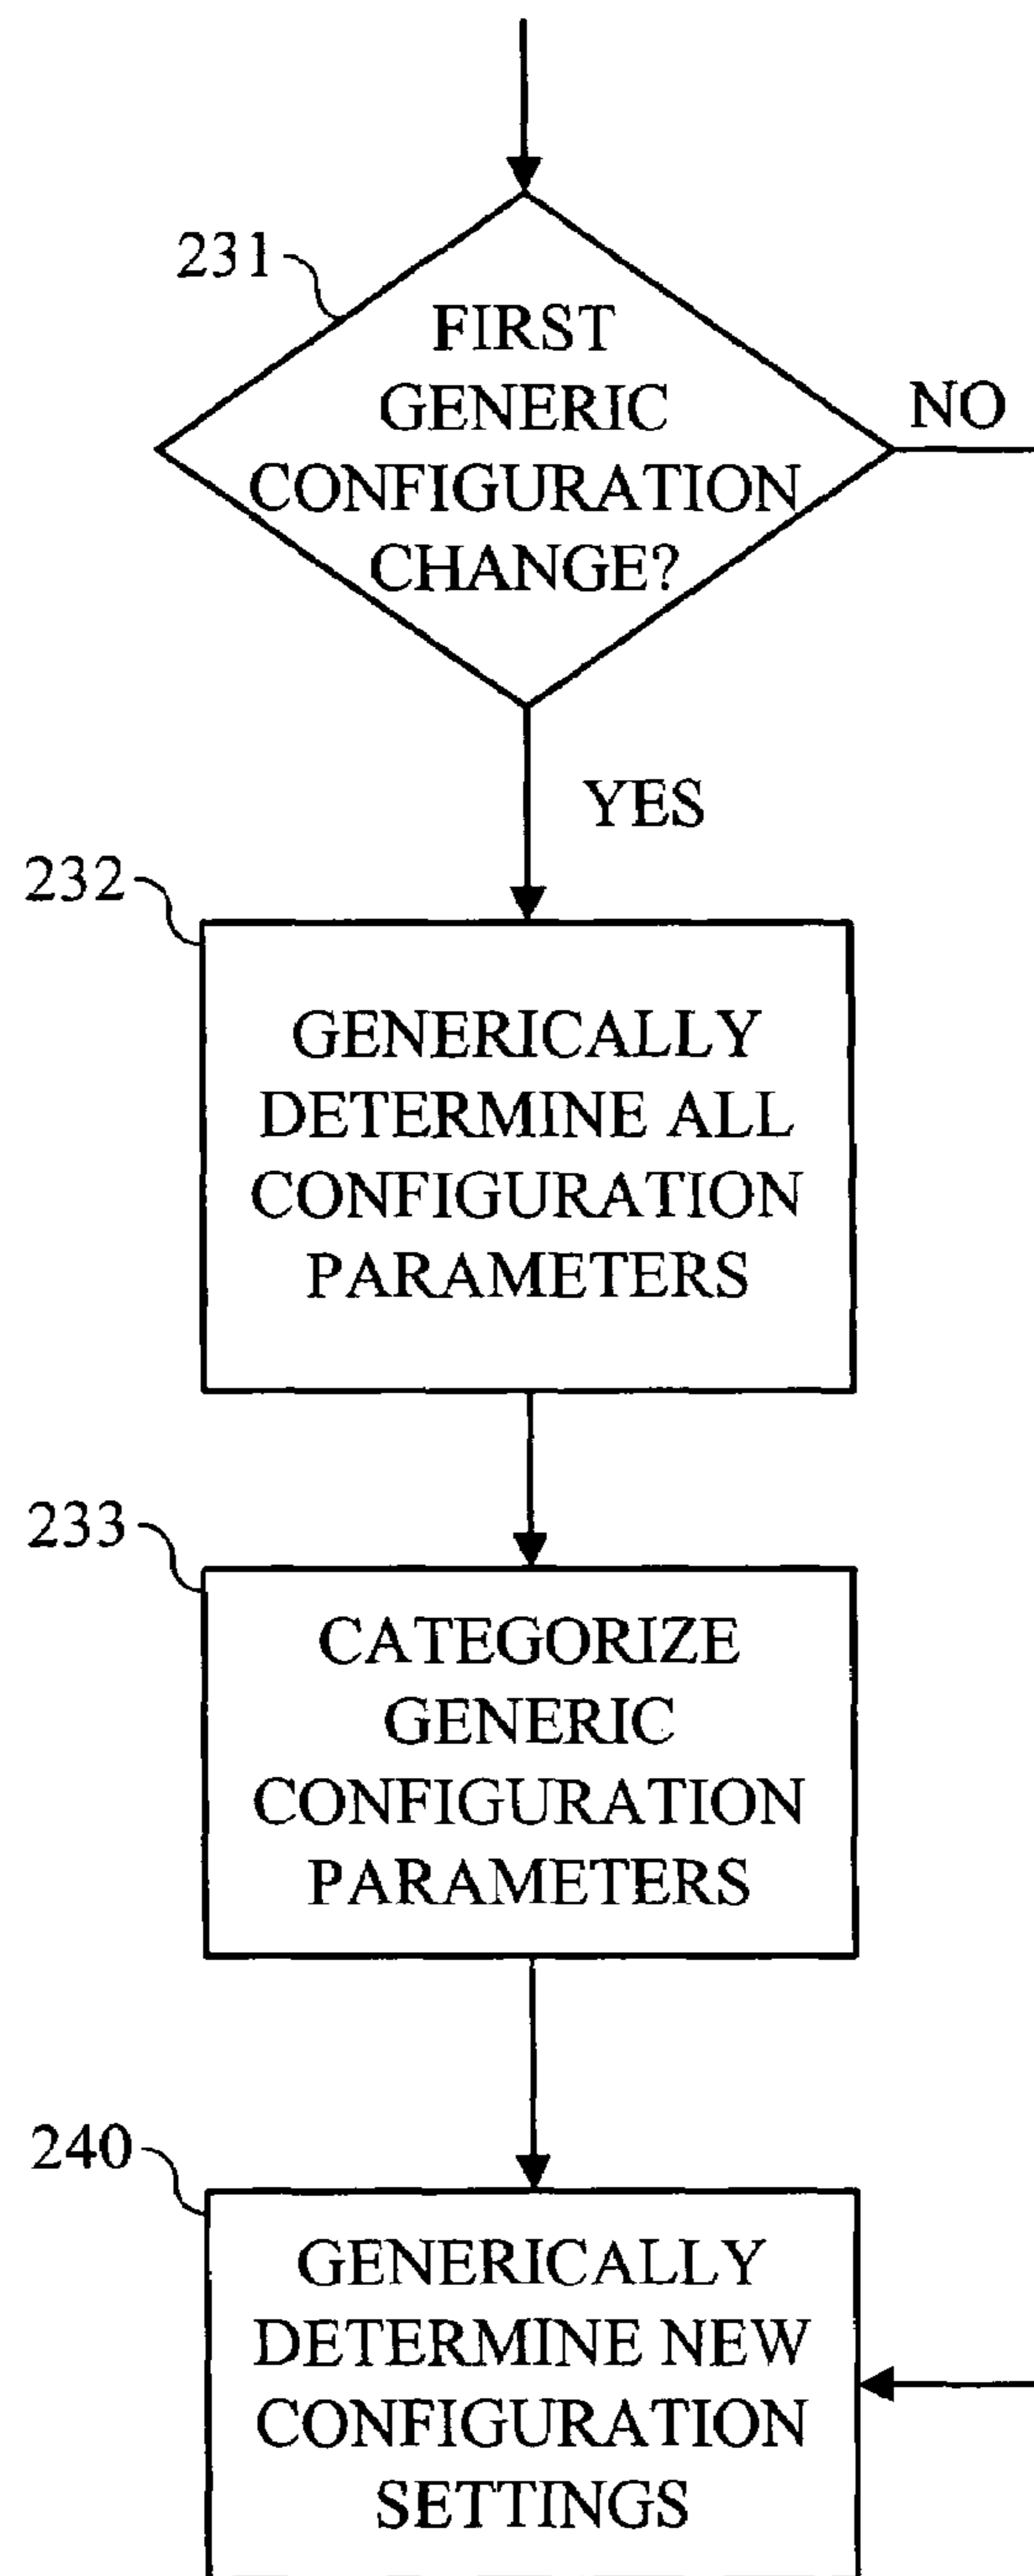 231
FIRST
GENERIC
CONFIGURATION
CHANGE?
NO
YES
232
GENERICALLY
DETERMINE ALL
CONFIGURATION
PARAMETERS
233
CATEGORIZE
GENERIC
CONFIGURATION
PARAMETERS
240
GENERICALLY
DETERMINE NEW
CONFIGURATION
SETTINGS